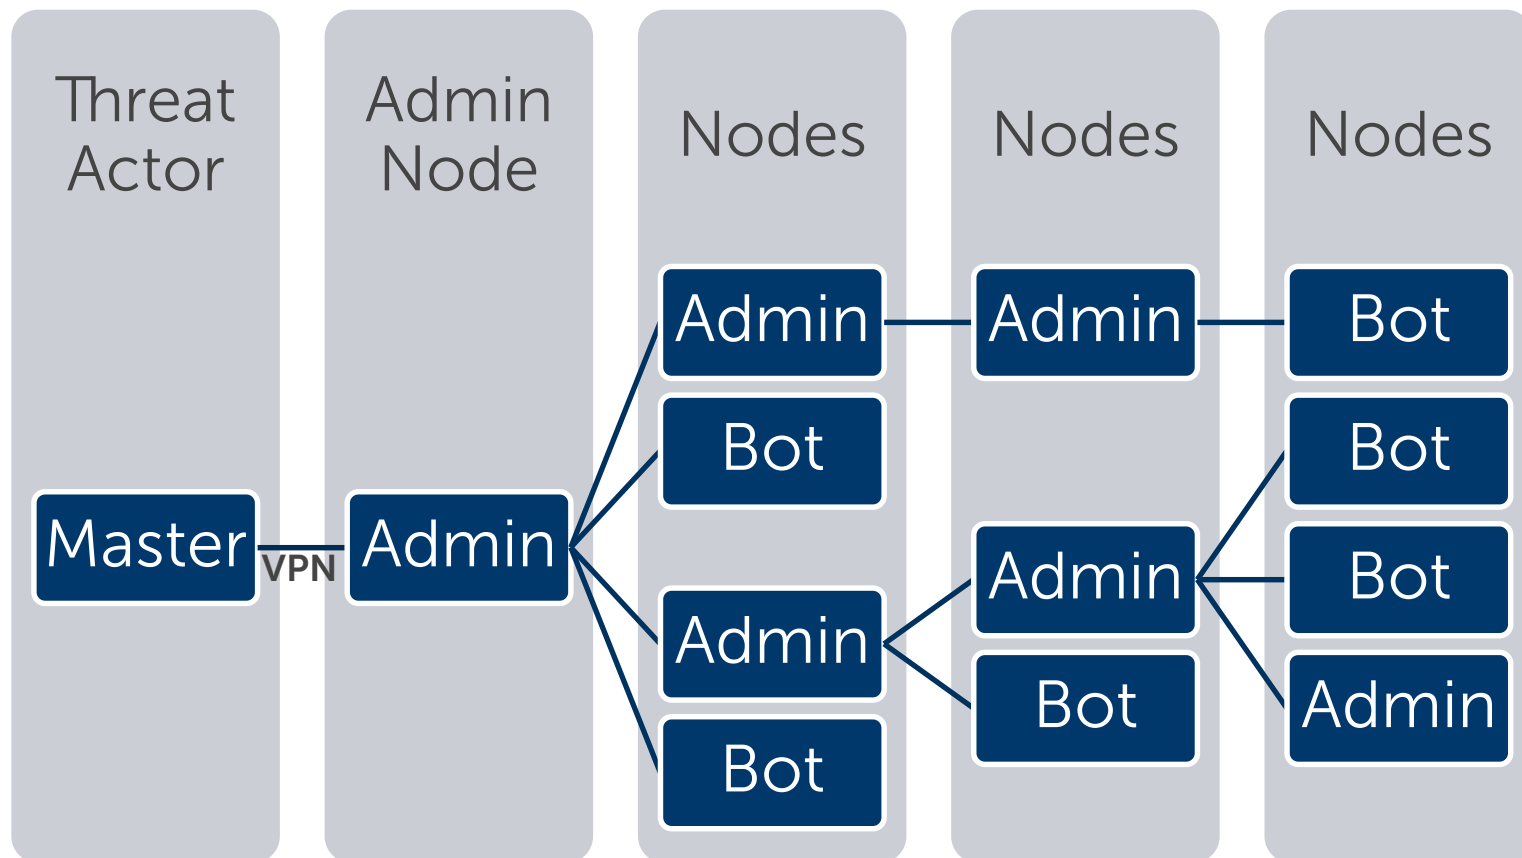 Threat
Actor
Admin
Node
Nodes
Nodes
Nodes
Admin
Admin
Bot
Bot
Bot
Master
VPN
Admin
Admin
Bot
Admin
Bot
Admin
Bot